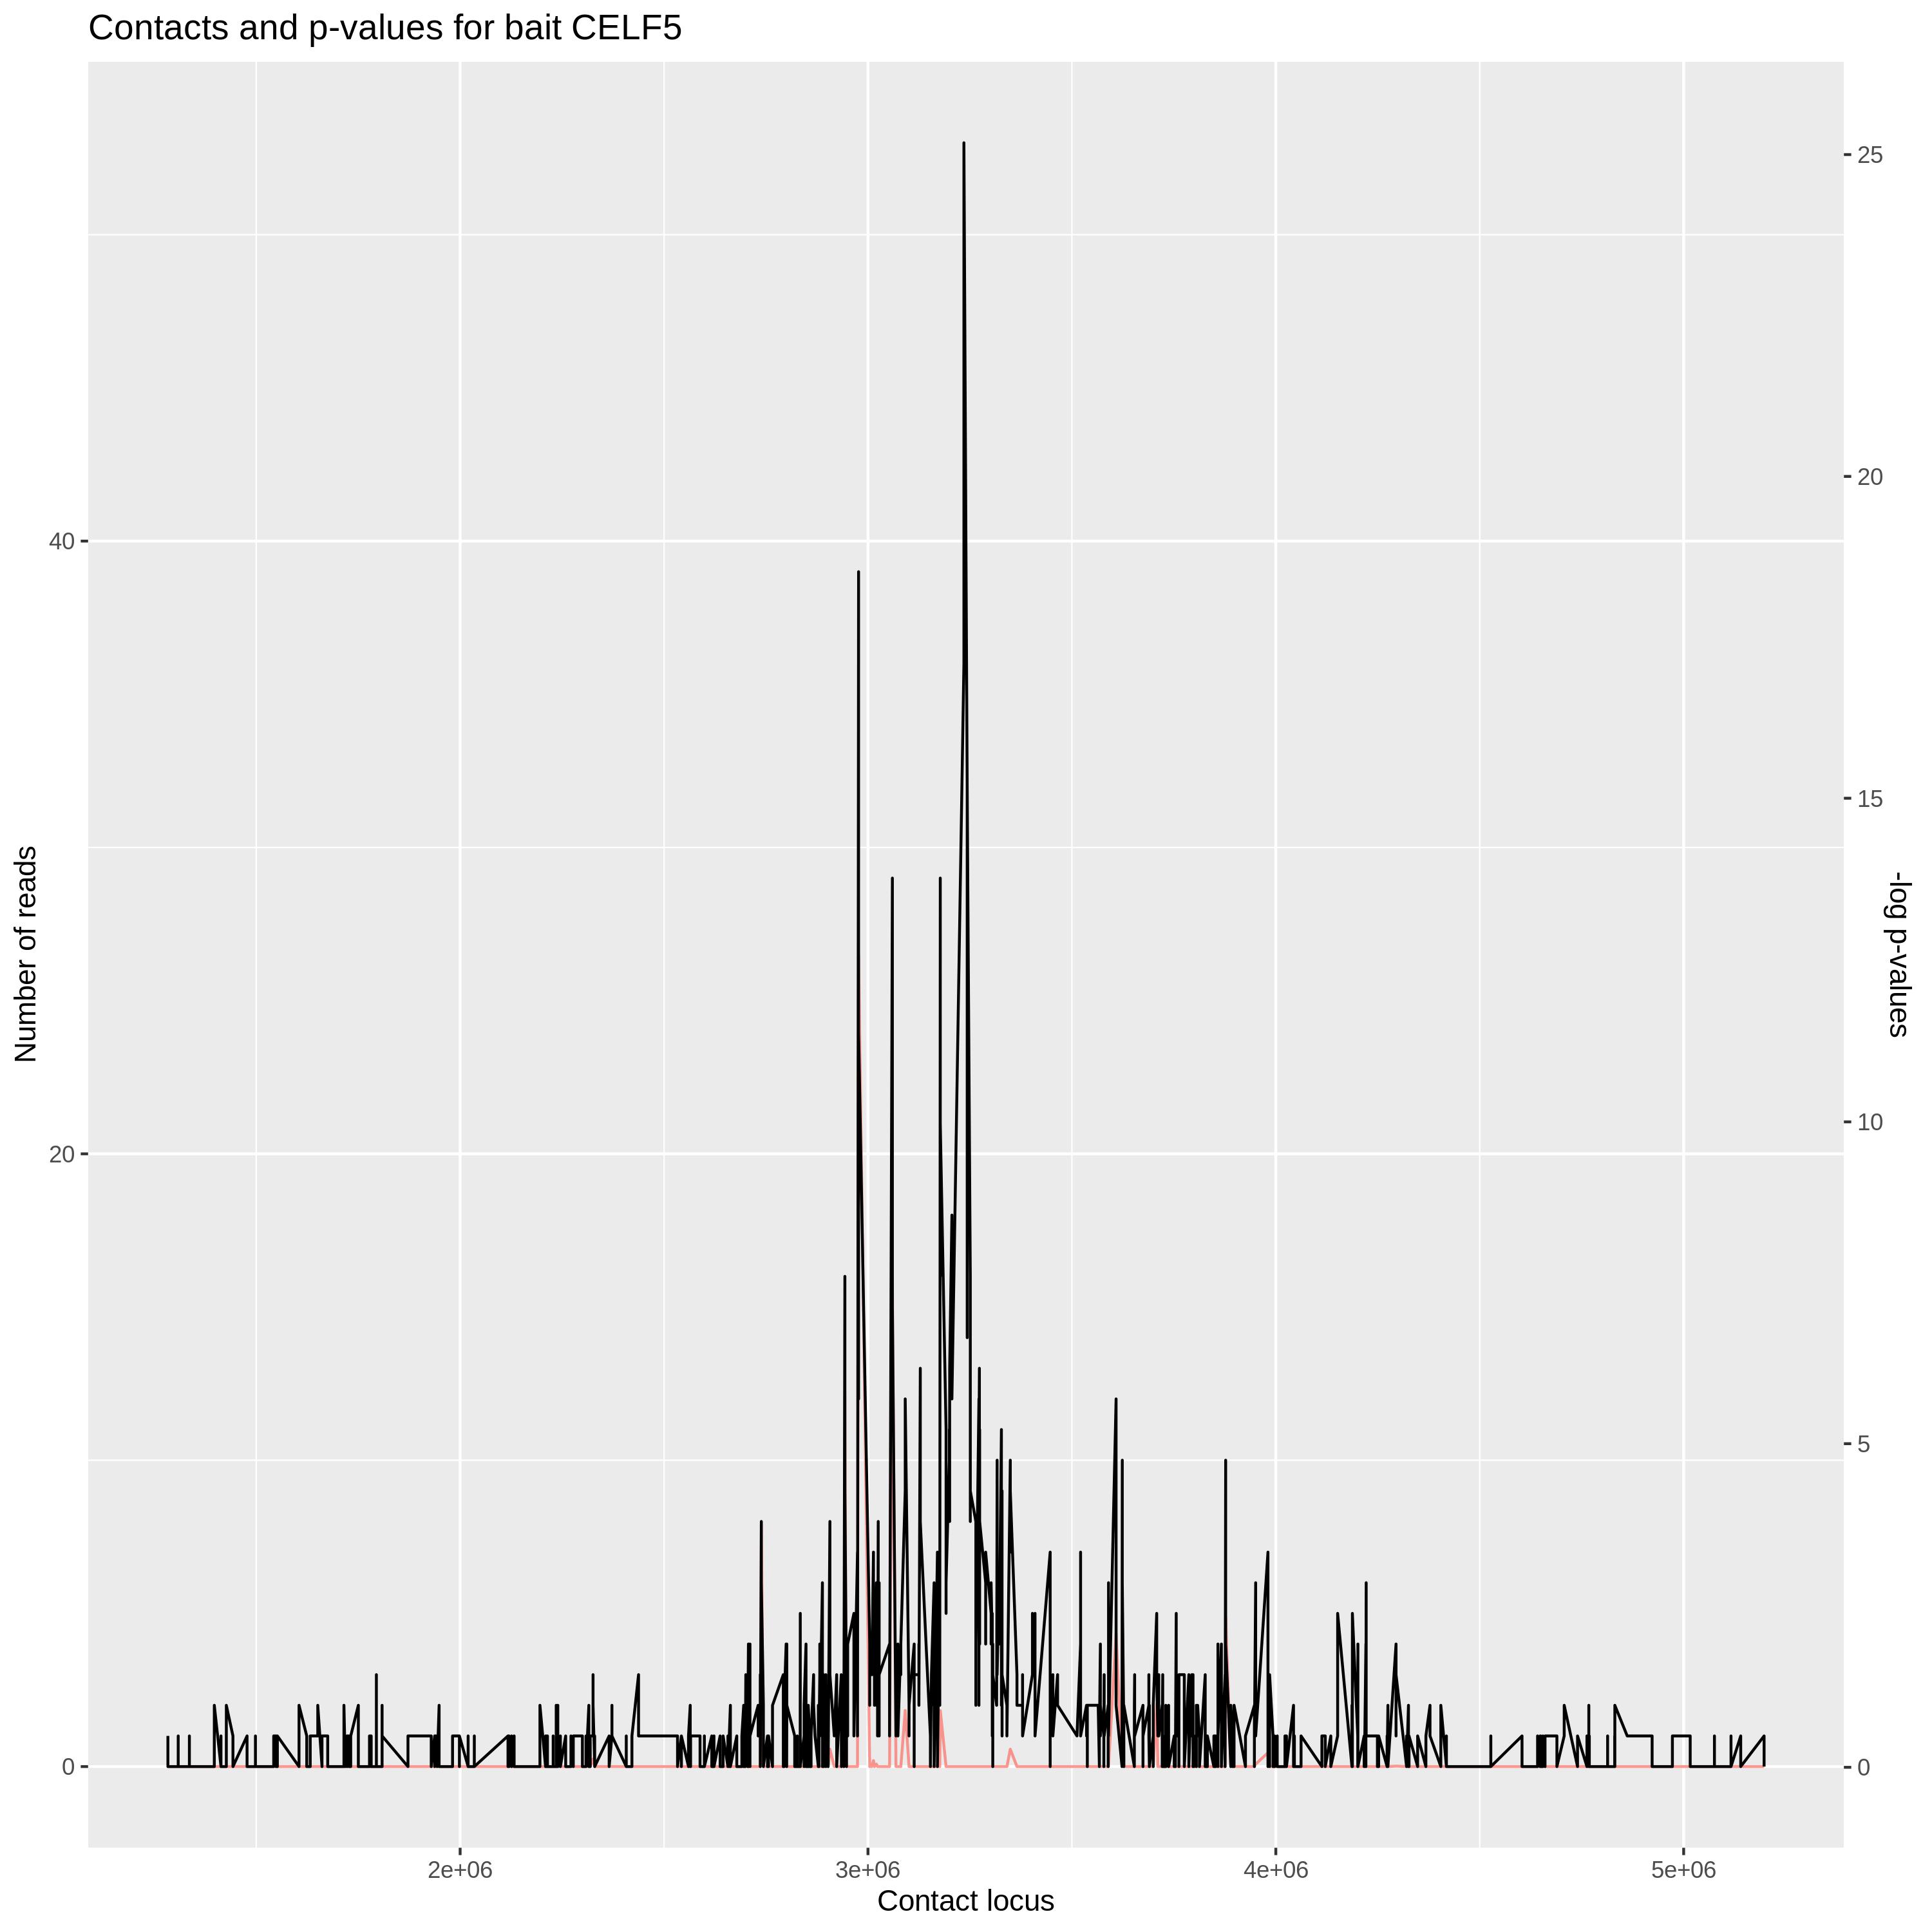 Contacts and p-values for bait CELF5
25
20
40
15
Number of reads
-log p-values
10
20
5
0
0
2e+06 3e+06 4e+06 5e+06
Contact locus